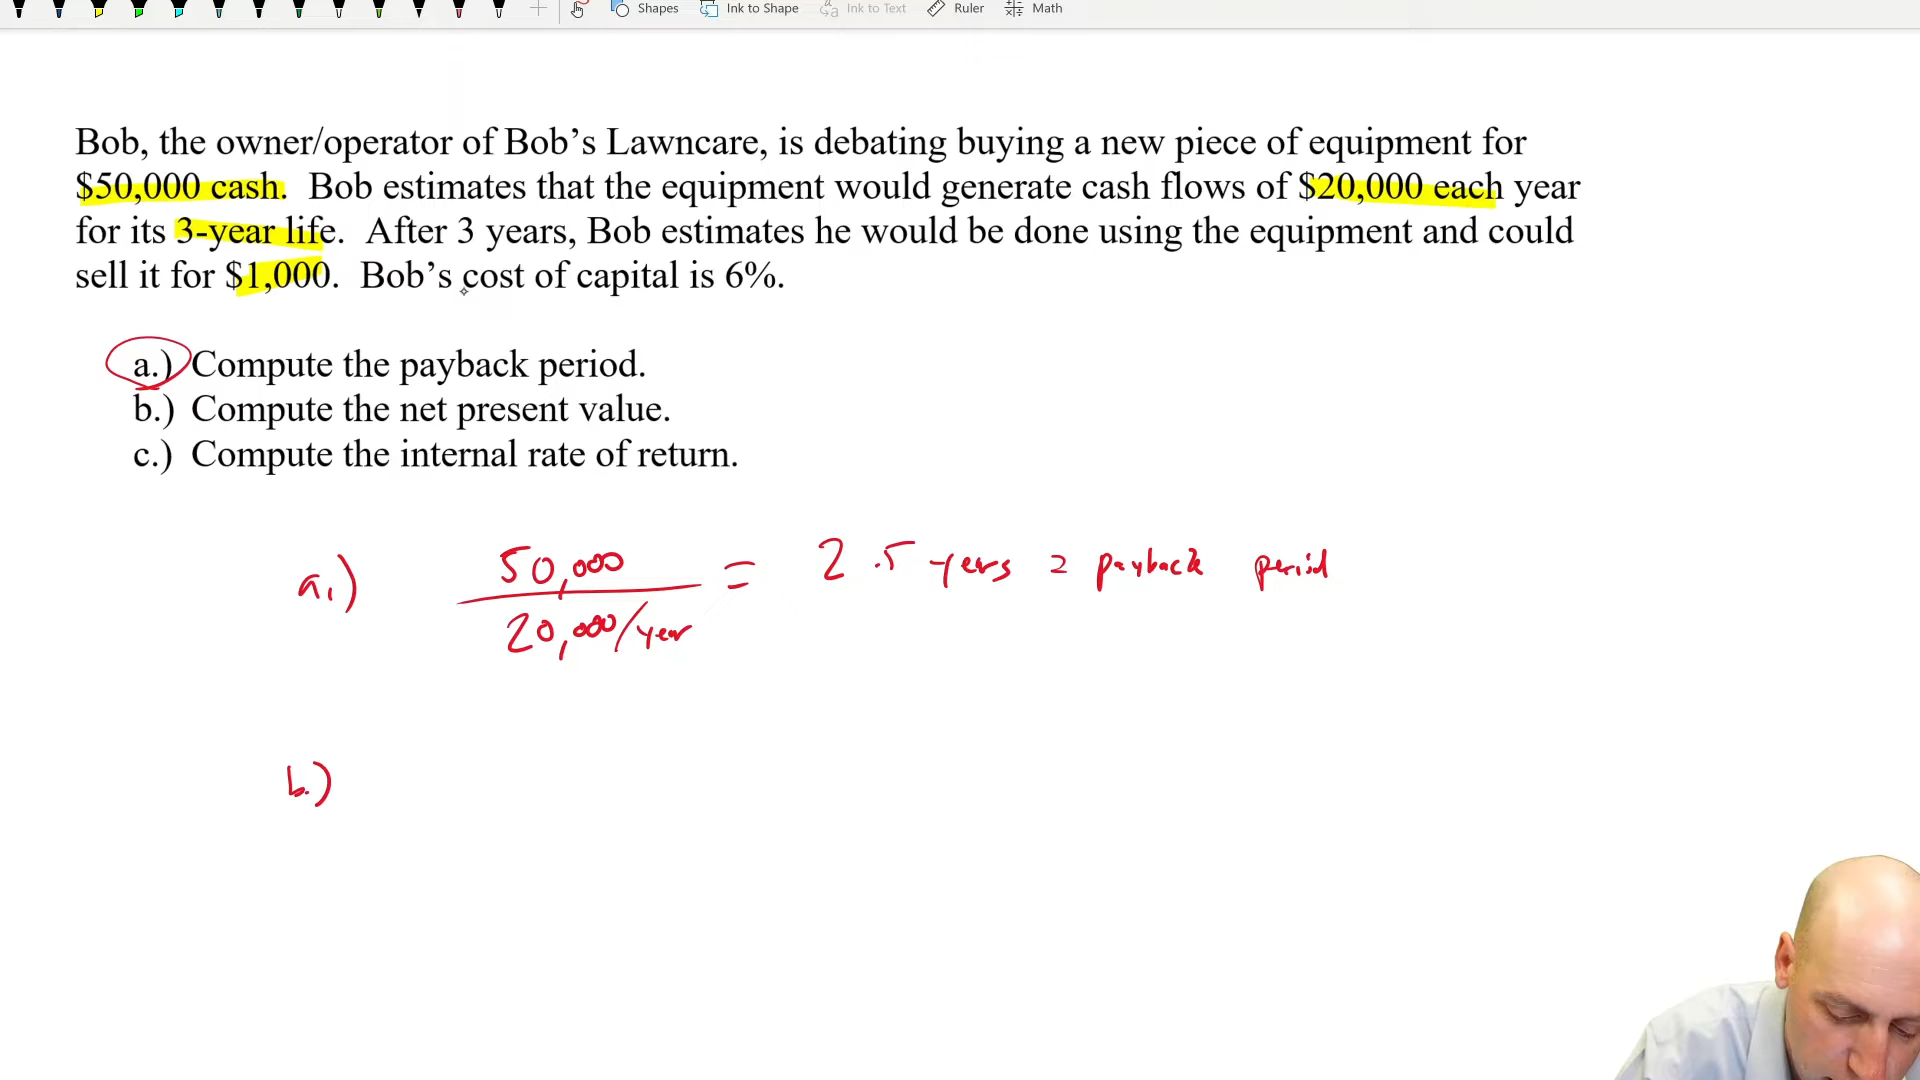 Shapes Ink to Shape Ink to Text Ruler Math
Bob, the owner/operator of Bob’s Lawncare, is debating buying a new piece of equipment for
$50,000 cash. Bob estimates that the equipment would generate cash flows of $20,000 each year
for its 3-year life. After 3 years, Bob estimates he would be done using the equipment and could
sell it for $1,000. Bob’s cost of capital is 6%.
a.) Compute the payback period.
b.) Compute the net present value.
c.) Compute the internal rate of return.
a.) 50,000 = 2.5 years = payback period
20,000/year
b.)